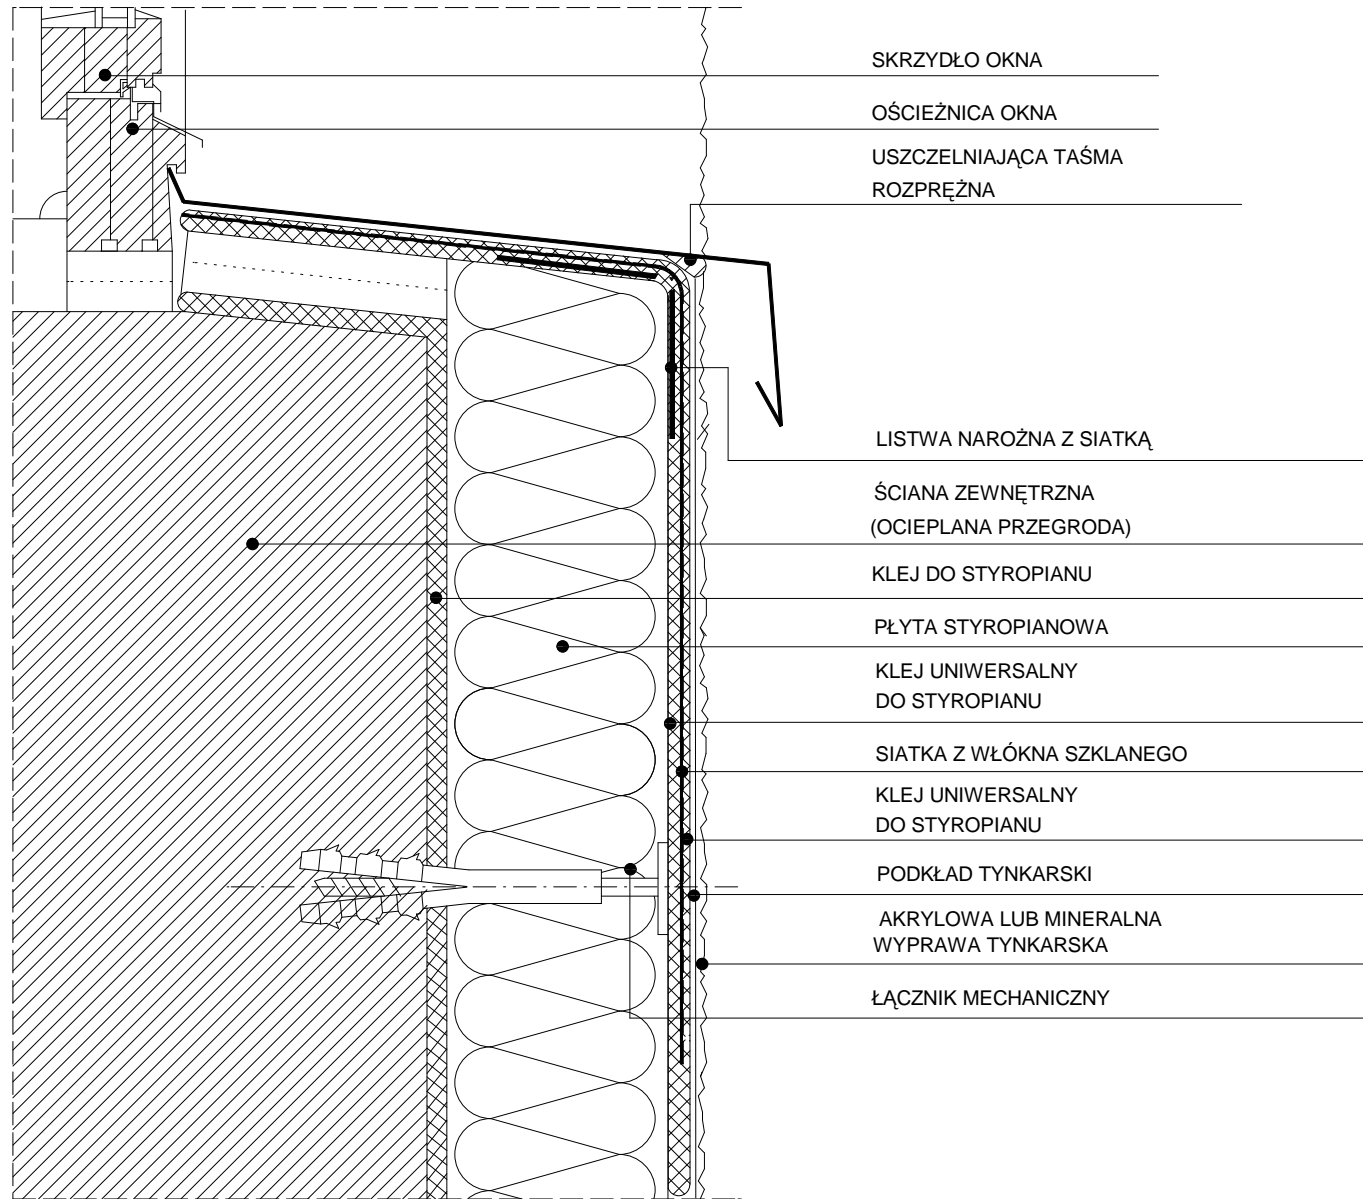 SKRZYDŁO OKNA
OŚCIEŻNICA OKNA
USZCZELNIAJĄCA TAŚMA
ROZPRĘŻNA
LISTWA NAROŻNA Z SIATKĄ
ŚCIANA ZEWNĘTRZNA
(OCIEPLANA PRZEGRODA)
KLEJ DO STYROPIANU
PŁYTA STYROPIANOWA
KLEJ UNIWERSALNY
DO STYROPIANU
SIATKA Z WŁÓKNA SZKLANEGO
KLEJ UNIWERSALNY
DO STYROPIANU
PODKŁAD TYNKARSKI
AKRYLOWA LUB MINERALNA
WYPRAWA TYNKARSKA
ŁĄCZNIK MECHANICZNY